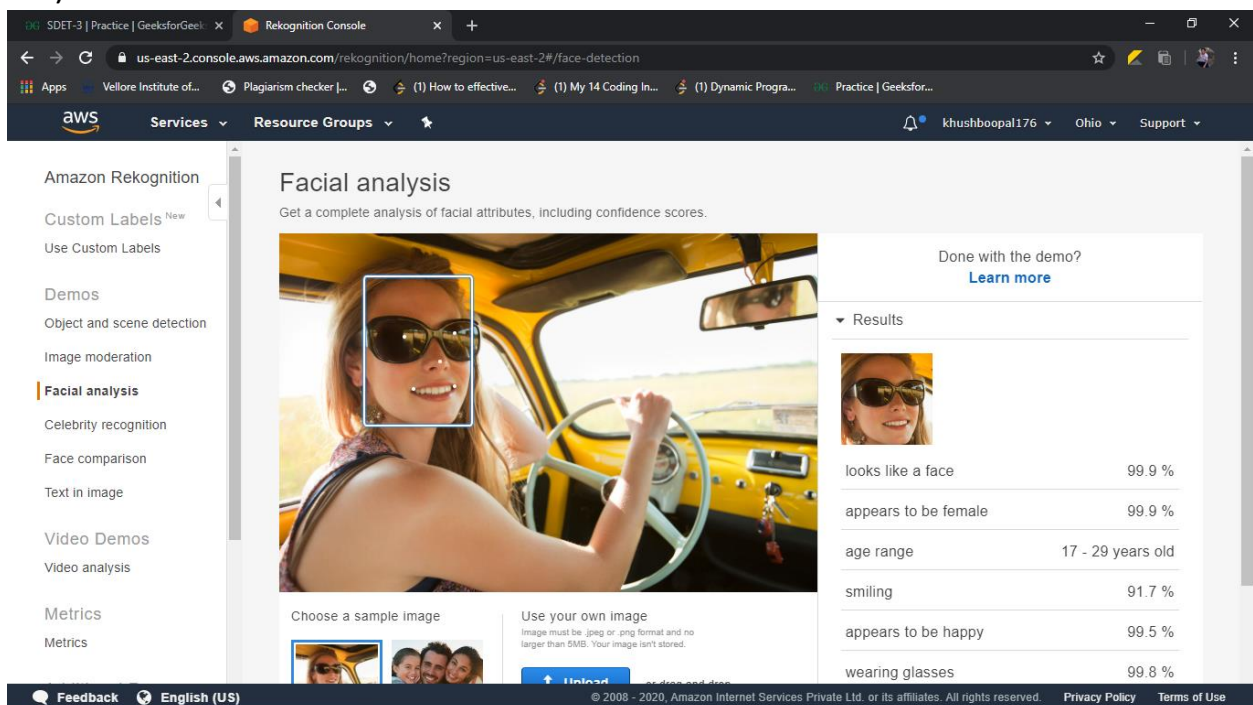 SDET-3 | Practice | GeeksforGeek
Rekognition Console
us-east-2.console.aws.amazon.com/rekognition/home?region=us-east-2#/face-detection
Apps Vellore Institute of... Plagiarism checker |... (1) How to effective... (1) My 14 Coding In... (1) Dynamic Progra... Practice | Geeksfor...
aws Services Resource Groups khushboopal176 Ohio Support
Amazon Rekognition
Custom Labels New
Use Custom Labels
Demos
Object and scene detection
Image moderation
Facial analysis
Celebrity recognition
Face comparison
Text in image
Video Demos
Video analysis
Metrics
Metrics
Facial analysis
Get a complete analysis of facial attributes, including confidence scores.
Choose a sample image
Use your own image
Image must be .jpeg or .png format and no
larger than 5MB. Your image isn't stored.
Upload or drag and drop
Done with the demo?
Learn more
Results
looks like a face 99.9 %
appears to be female 99.9 %
age range 17 - 29 years old
smiling 91.7 %
appears to be happy 99.5 %
wearing glasses 99.8 %
Feedback English (US) © 2008 - 2020, Amazon Internet Services Private Ltd. or its affiliates. All rights reserved. Privacy Policy Terms of Use